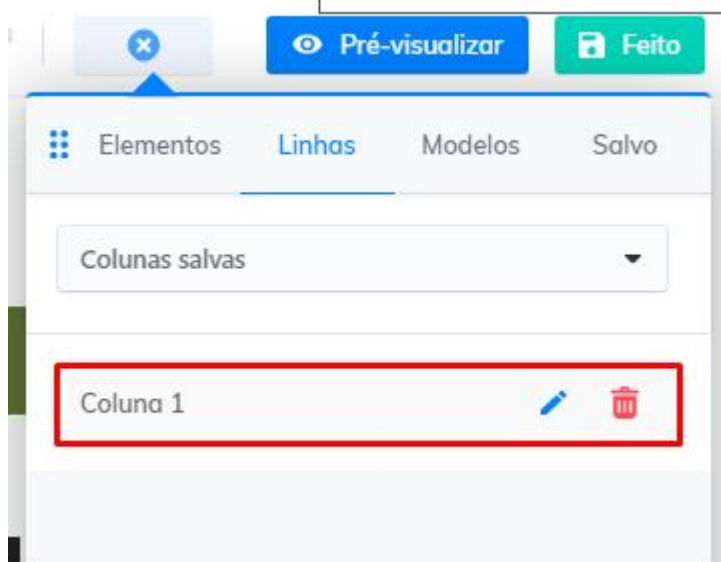 Pré-visualizar Feito
Elementos Linhas Modelos Salvo
Colunas salvas
Coluna 1